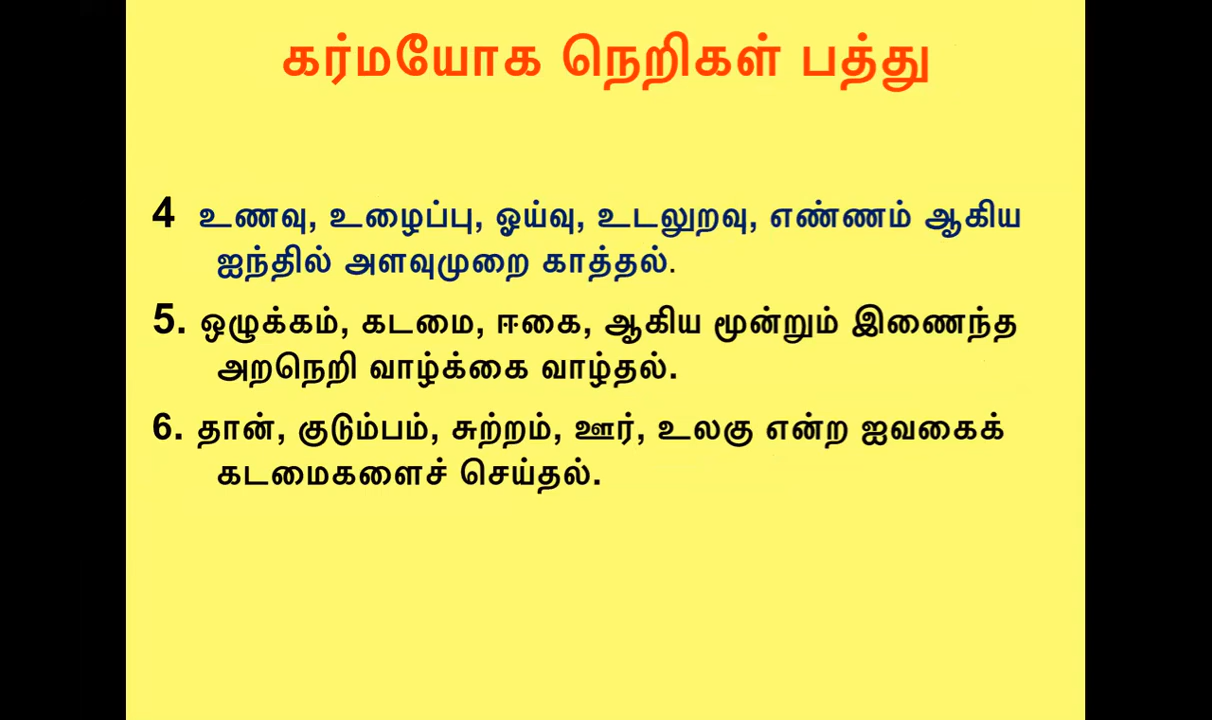 கர்மயோக நெறிகள் பத்து
4 உணவு, உழைப்பு, ஓய்வு, உடலுறவு, எண்ணம் ஆகிய
ஐந்தில் அளவுமுறை காத்தல்.
5. ஒழுக்கம், கடமை, ஈகை, ஆகிய மூன்றும் இணைந்த
அறநெறி வாழ்க்கை வாழ்தல்.
6. தான், குடும்பம், சுற்றம், ஊர், உலகு என்ற ஐவகைக்
கடமைகளைச் செய்தல்.